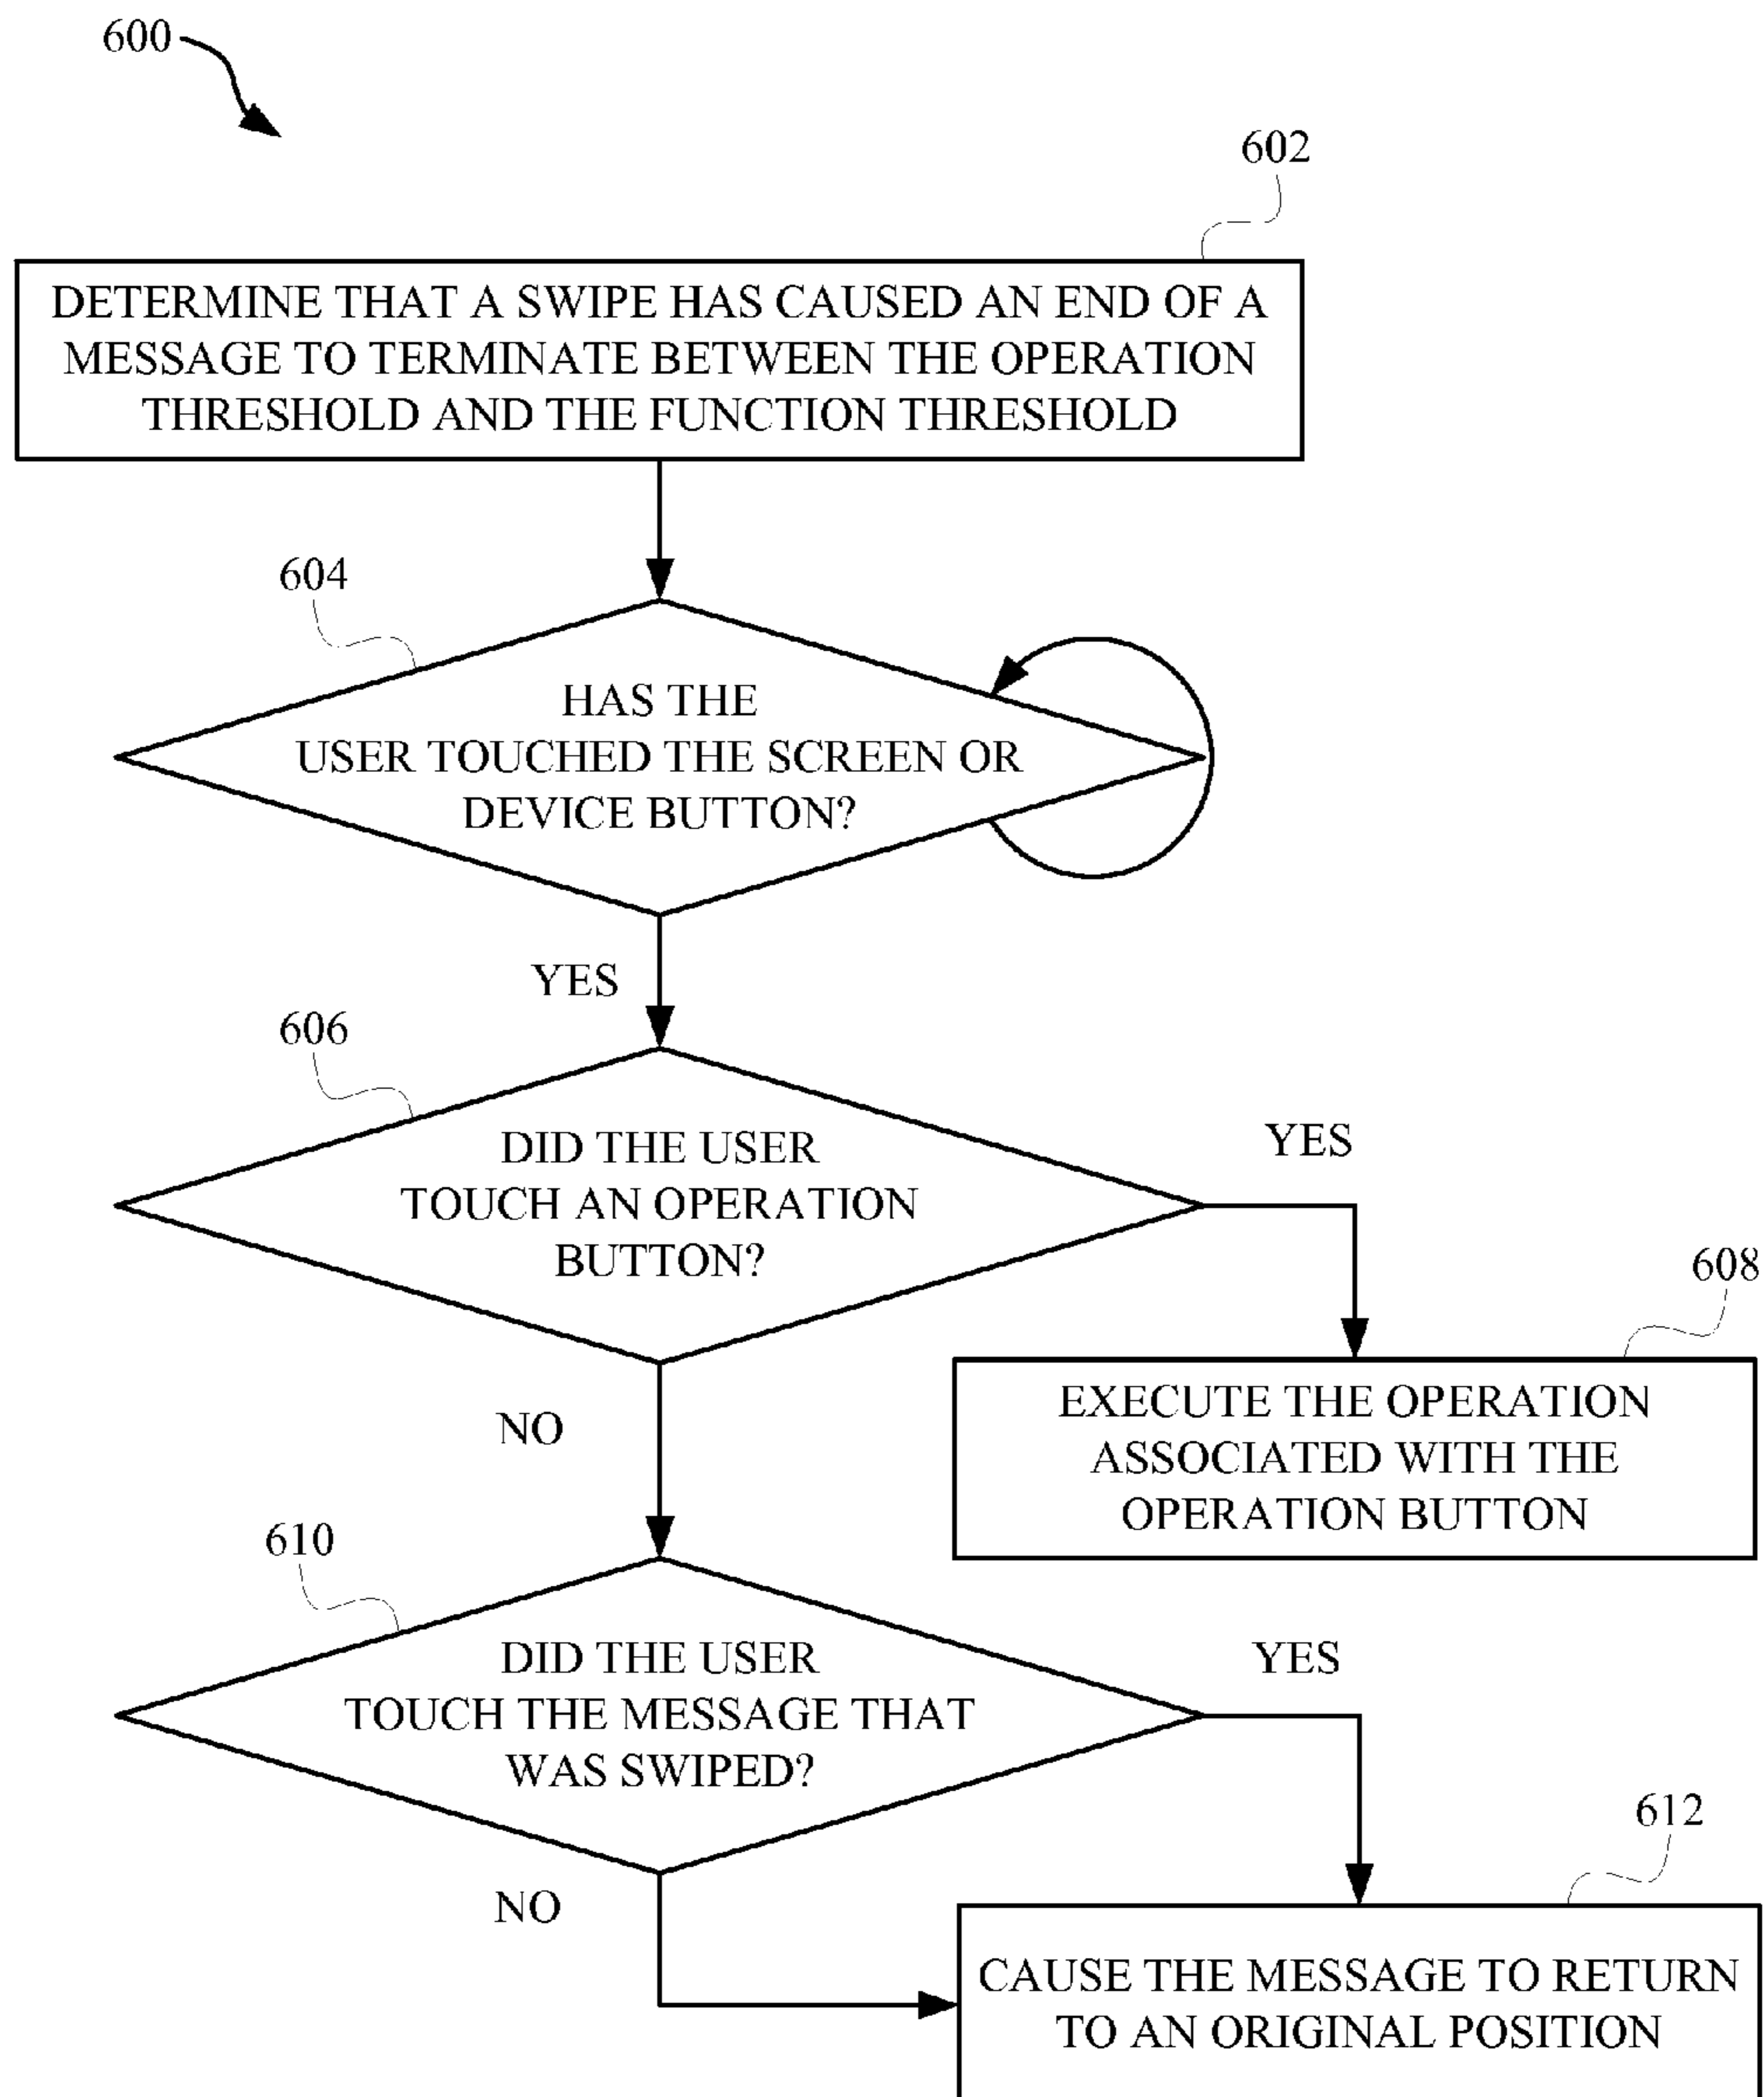 600
602
DETERMINE THAT A SWIPE HAS CAUSED AN END OF A
MESSAGE TO TERMINATE BETWEEN THE OPERATION
THRESHOLD AND THE FUNCTION THRESHOLD
604
HAS THE
USER TOUCHED THE SCREEN OR
DEVICE BUTTON?
YES
606
DID THE USER
TOUCH AN OPERATION
BUTTON?
YES
608
EXECUTE THE OPERATION
ASSOCIATED WITH THE
OPERATION BUTTON
NO
610
DID THE USER
TOUCH THE MESSAGE THAT
WAS SWIPED?
YES
612
NO
CAUSE THE MESSAGE TO RETURN
TO AN ORIGINAL POSITION